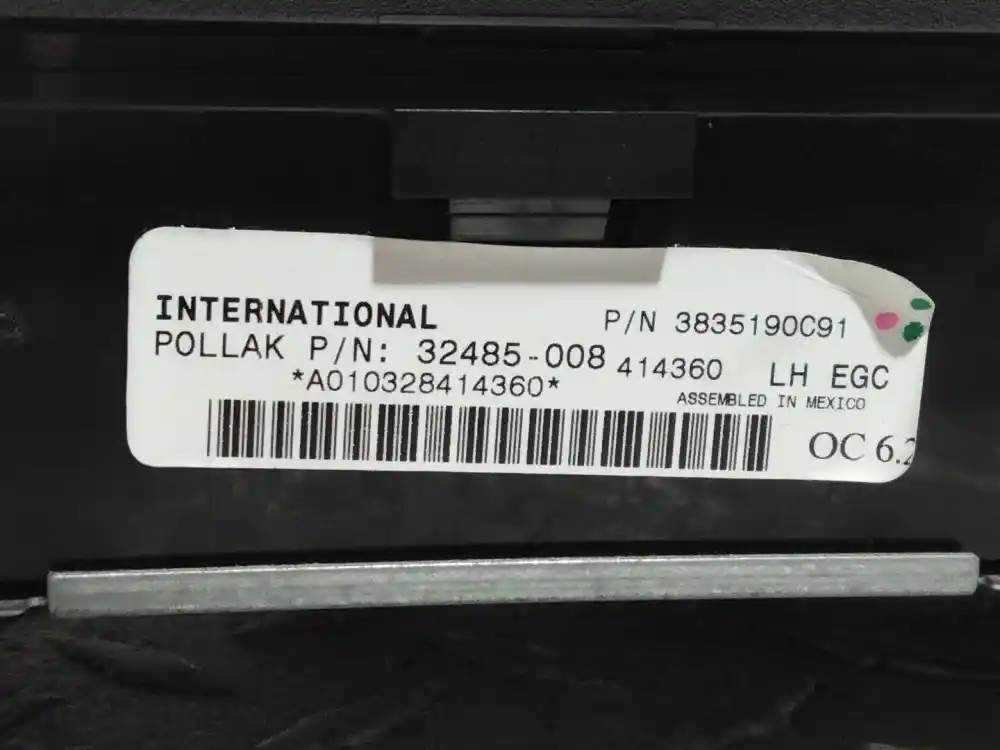 INTERNATIONAL P/N 3835190C91
POLLAK P/N: 32485-008 414360 LH EGC
*A010328414360* ASSEMBLED IN MEXICO
OC 6.2